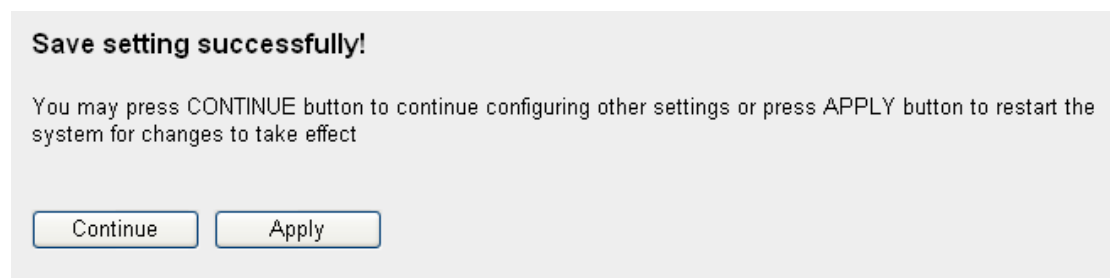 Save setting successfully!
You may press CONTINUE button to continue configuring other settings or press APPLY button to restart the
system for changes to take effect
Continue
Apply